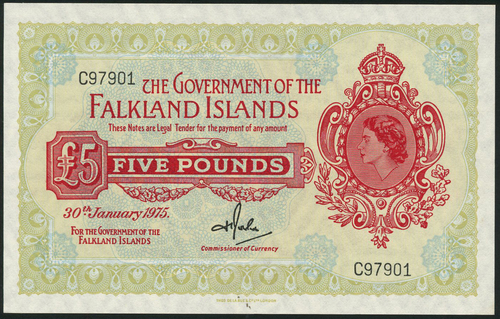 C97901
THE GOVERNMENT OF THE
FALKLAND ISLANDS
These Notes are Legal Tender for the payment of any amount
£5 FIVE POUNDS
30th January 1975.
FOR THE GOVERNMENT OF THE
FALKLAND ISLANDS
Commissioner of Currency
C97901